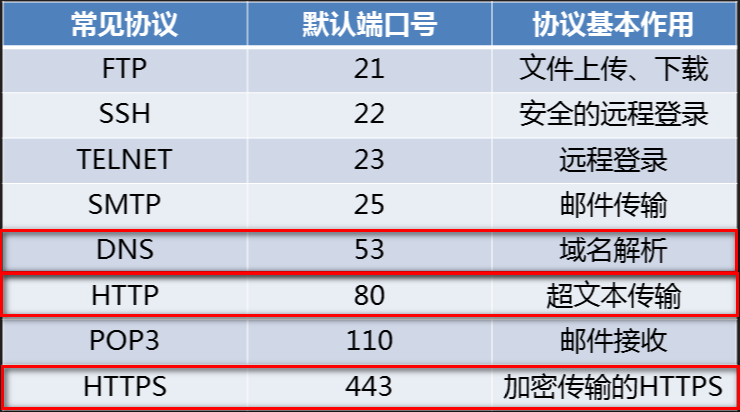 常见协议 默认端口号 协议基本作用
FTP 21 文件上传、下载
SSH 22 安全的远程登录
TELNET 23 远程登录
SMTP 25 邮件传输
DNS 53 域名解析
HTTP 80 超文本传输
POP3 110 邮件接收
HTTPS 443 加密传输的HTTPS